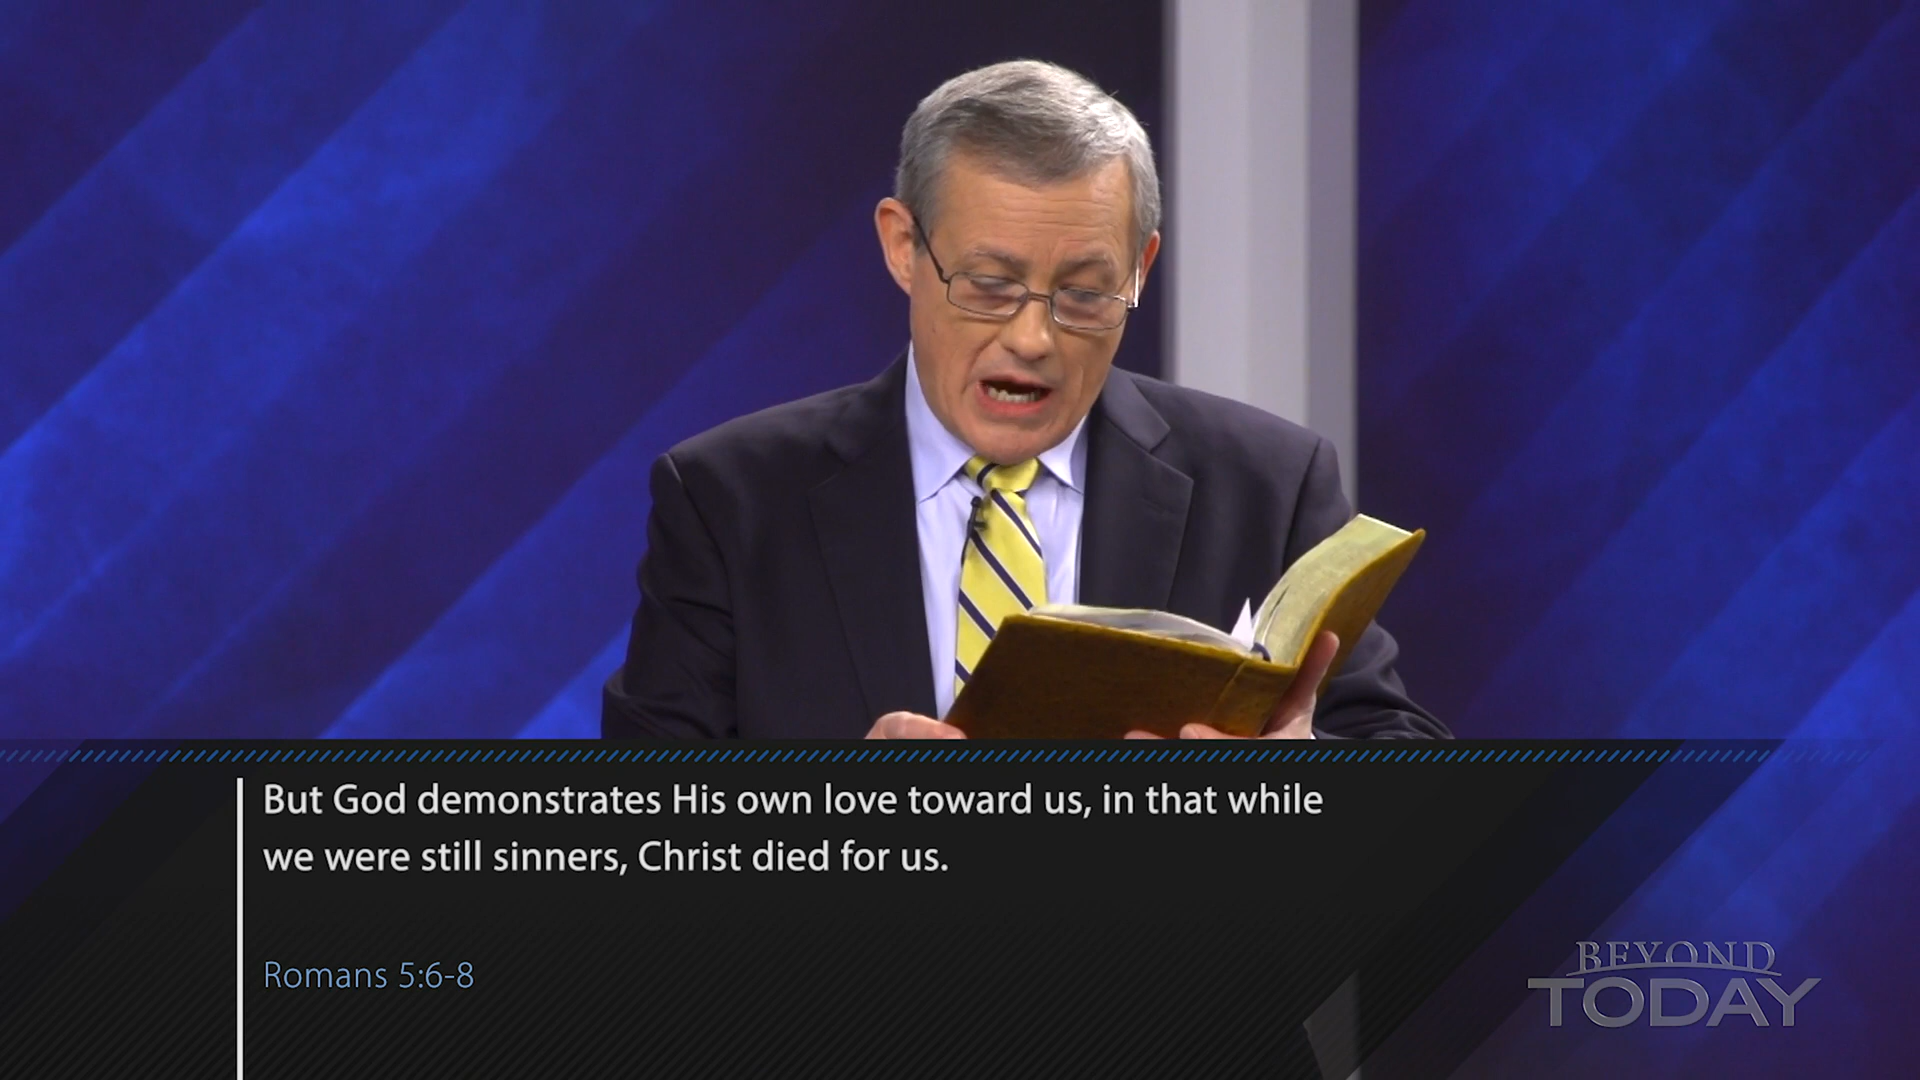 But God demonstrates His own love toward us, in that while
we were still sinners, Christ died for us.
Romans 5:6-8
BEYOND
TODAY